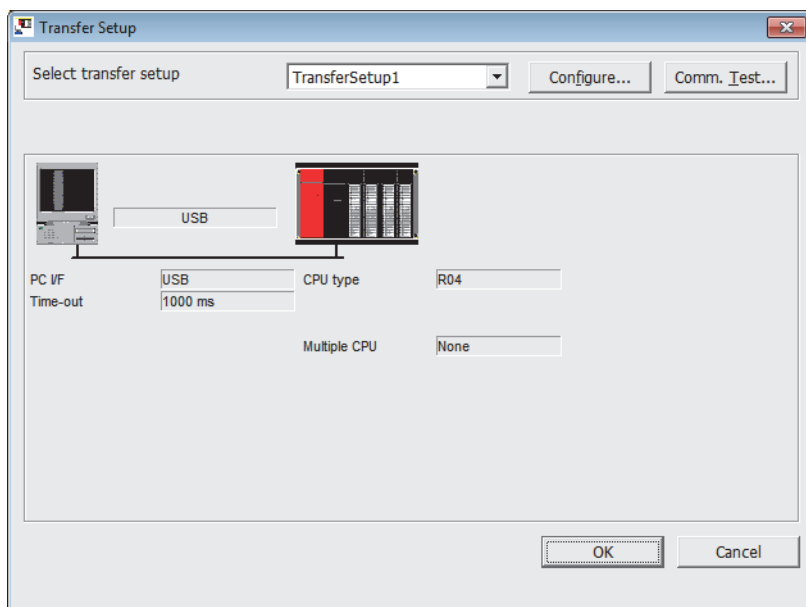 Transfer Setup
Select transfer setup TransferSetup1 Configure... Comm. Test...
USB
PC I/F USB CPU type R04
Time-out 1000 ms
Multiple CPU None
OK Cancel